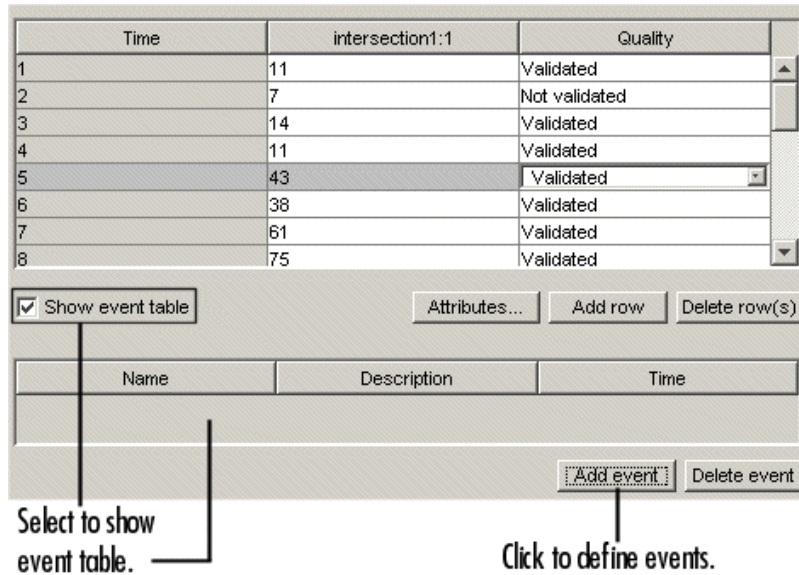 Time intersection1:1 Quality
1 11 Validated
2 7 Not validated
3 14 Validated
4 11 Validated
5 43 Validated
6 38 Validated
7 61 Validated
8 75 Validated
Show event table Attributes... Add row Delete row(s)
Name Description Time
Add event Delete event
Select to show
event table.
Click to define events.